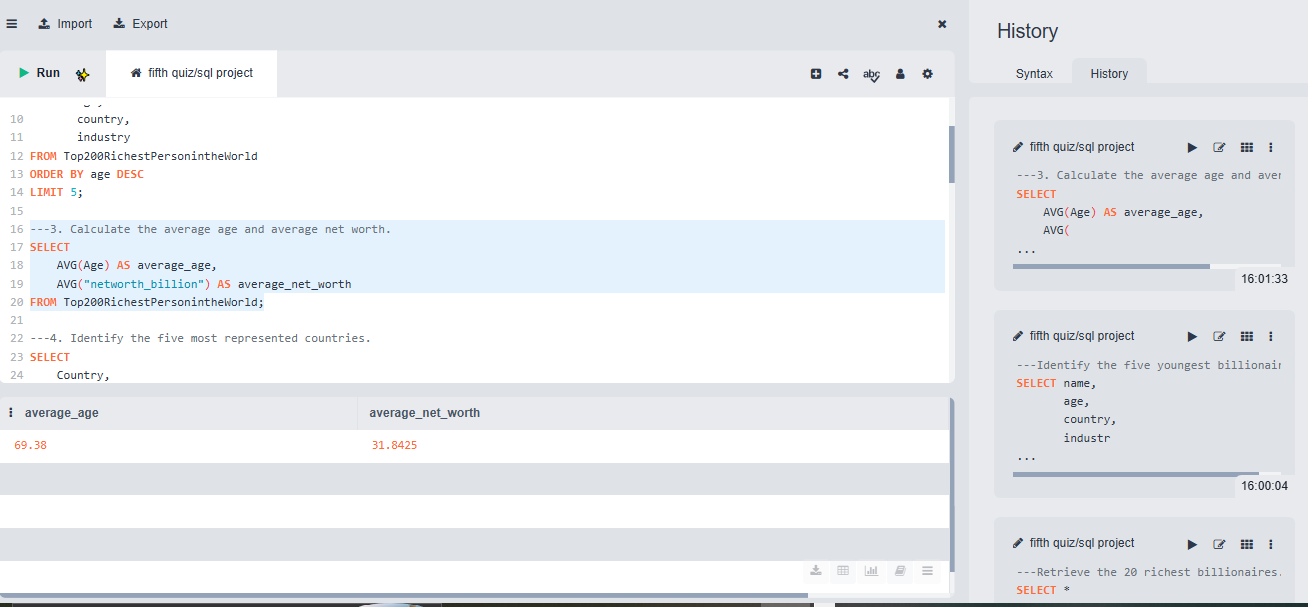 Import Export
Run fifth quiz/sql project
abc
10 country,
11 industry
12 FROM Top200RichestPersonintheWorld
13 ORDER BY age DESC
14 LIMIT 5;
15
16 ---3. Calculate the average age and average net worth.
17 SELECT
18 AVG(Age) AS average_age,
19 AVG("networth_billion") AS average_net_worth
20 FROM Top200RichestPersonintheWorld;
21
22 ---4. Identify the five most represented countries.
23 SELECT
24 Country,
average_age average_net_worth
69.38 31.8425
History
Syntax History
fifth quiz/sql project
---3. Calculate the average age and aver
SELECT
AVG(Age) AS average_age,
AVG(
...
16:01:33
fifth quiz/sql project
---Identify the five youngest billionair
SELECT name,
age,
country,
industr
...
16:00:04
fifth quiz/sql project
---Retrieve the 20 richest billionaires.
SELECT *